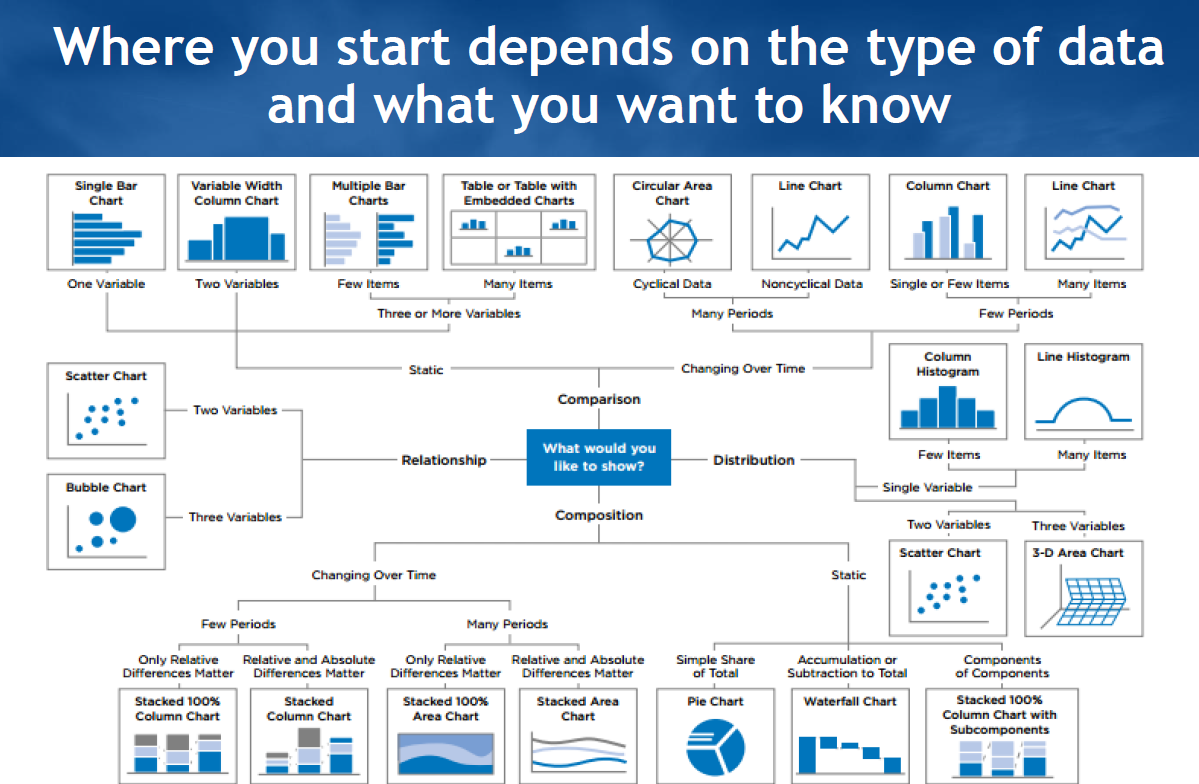 Where you start depends on the type of data
and what you want to know
Single Bar
Chart
Variable Width
Column Chart
Multiple Bar
Charts
Table or Table with
Embedded Charts
Circular Area
Chart
Line Chart
Column Chart
Line Chart
One Variable
Two Variables
Few Items
Many Items
Cyclical Data
Noncyclical Data
Single or Few Items
Many Items
Three or More Variables
Many Periods
Few Periods
Static
Changing Over Time
Comparison
Scatter Chart
Two Variables
Column
Histogram
Line Histogram
Few Items
Many Items
Relationship
What would you
like to show?
Distribution
Single Variable
Bubble Chart
Three Variables
Two Variables
Three Variables
Scatter Chart
3-D Area Chart
Composition
Changing Over Time
Static
Few Periods
Many Periods
Only Relative
Differences Matter
Relative and Absolute
Differences Matter
Only Relative
Differences Matter
Relative and Absolute
Differences Matter
Simple Share
of Total
Accumulation or
Subtraction to Total
Components
of Components
Stacked 100%
Column Chart
Stacked
Column Chart
Stacked 100%
Area Chart
Stacked Area
Chart
Pie Chart
Waterfall Chart
Stacked 100%
Column Chart with
Subcomponents